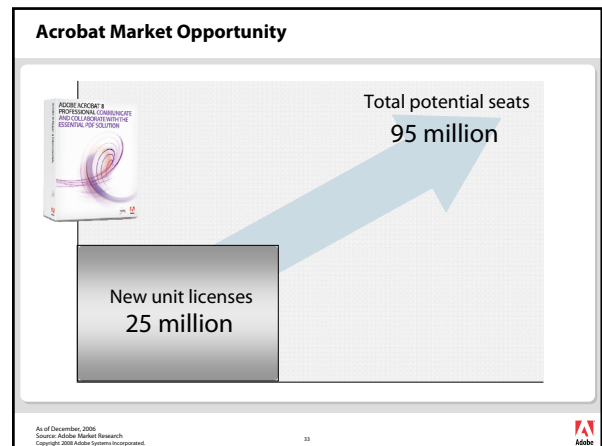 Acrobat Market Opportunity
ADOBE ACROBAT 8
PROFESSIONAL COMMUNICATE
AND COLLABORATE WITH THE
ESSENTIAL PDF SOLUTION
Total potential seats
95 million
New unit licenses
25 million
As of December, 2006
Source: Adobe Market Research
Copyright 2008 Adobe Systems Incorporated.
33
Adobe